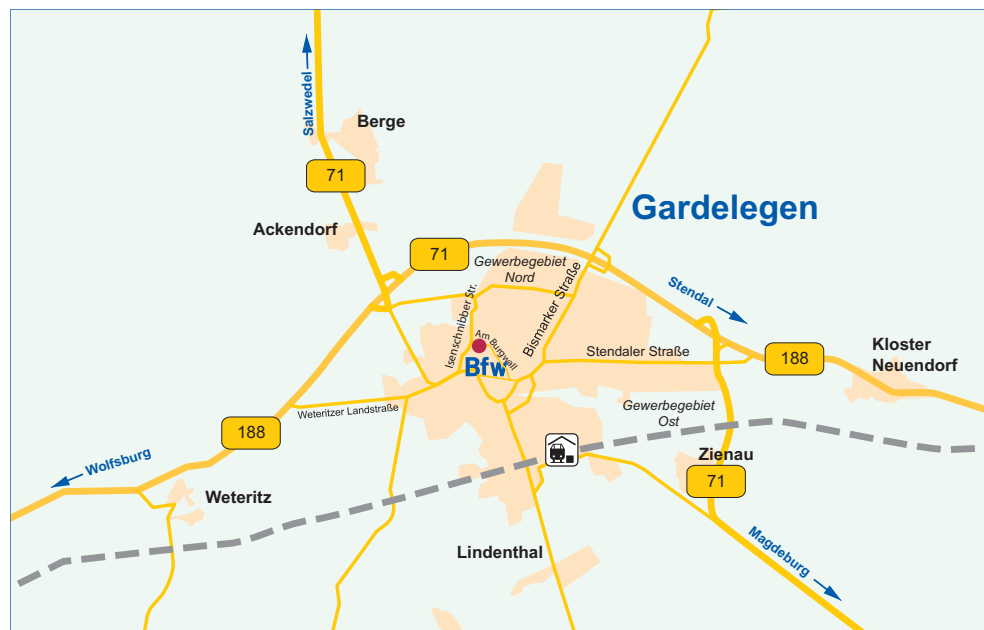 Salzwedel
Berge
71
Ackendorf
Gardelegen
71
Gewerbegebiet
Nord
Stendal
Isenschnibber Str.
Am Burgwall
Bismarker Straße
Bfw
Stendaler Straße
188
Kloster
Neuendorf
Weteritzer Landstraße
Gewerbegebiet
Ost
188
Wolfsburg
Zienau
71
Weteritz
Lindenthal
Magdeburg